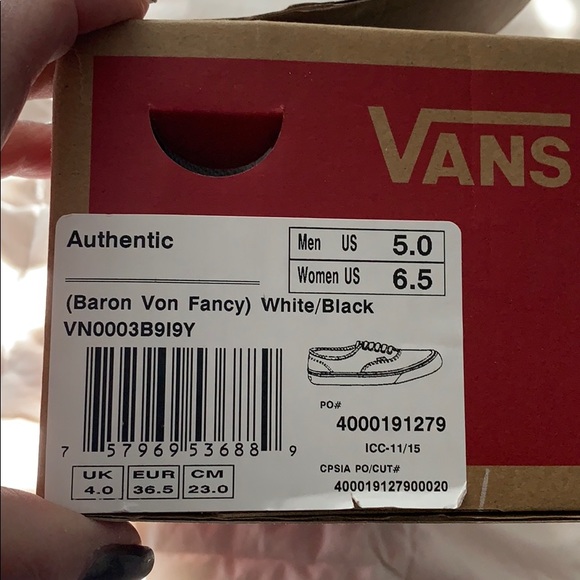 VANS
Authentic
Men US 5.0
Women US 6.5
(Baron Von Fancy) White/Black
VN0003B9I9Y
PO#
4000191279
ICC-11/15
7 57969 53688 9
CPSIA PO/CUT#
400019127900020
UK EUR CM
4.0 36.5 23.0